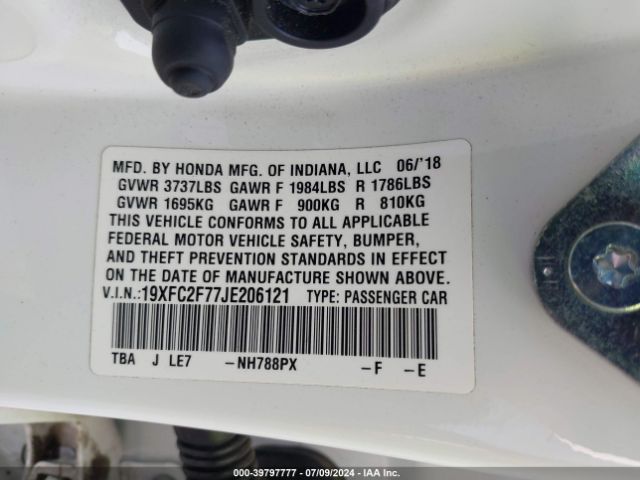 MFD. BY HONDA MFG. OF INDIANA, LLC 06/'18
GVWR 3737LBS GAWR F 1984LBS R 1786LBS
GVWR 1695KG GAWR F 900KG R 810KG
THIS VEHICLE CONFORMS TO ALL APPLICABLE
FEDERAL MOTOR VEHICLE SAFETY, BUMPER,
AND THEFT PREVENTION STANDARDS IN EFFECT
ON THE DATE OF MANUFACTURE SHOWN ABOVE.
V.I.N.:19XFC2F77JE206121 TYPE: PASSENGER CAR
TBA J LE7 -NH788PX -F -E
000-39797777 - 07/09/2024 - IAA Inc.